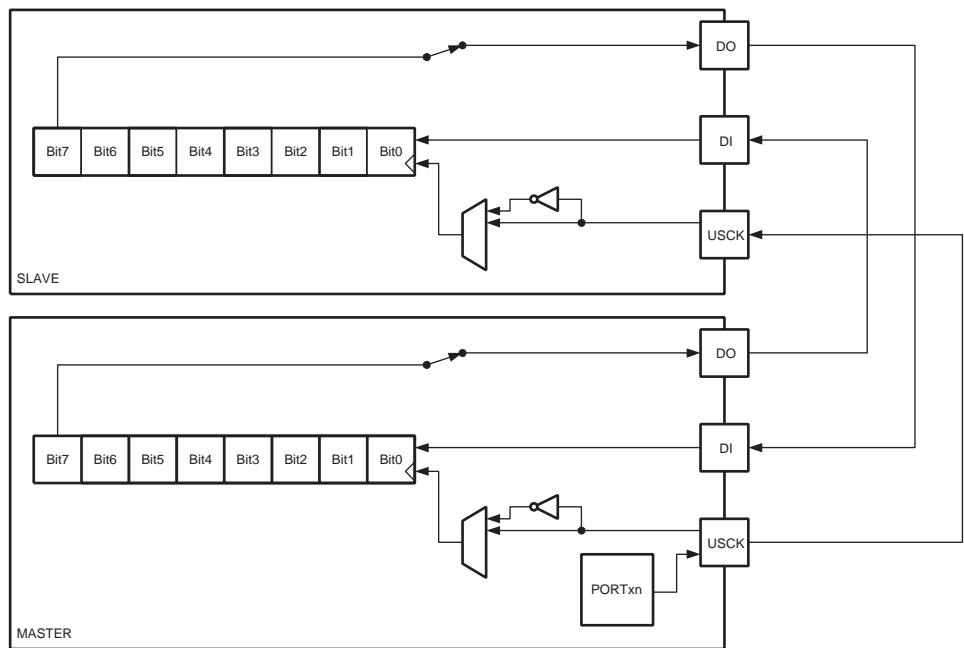 DO
Bit7 Bit6 Bit5 Bit4 Bit3 Bit2 Bit1 Bit0
DI
USCK
SLAVE
DO
Bit7 Bit6 Bit5 Bit4 Bit3 Bit2 Bit1 Bit0
DI
USCK
PORTxn
MASTER